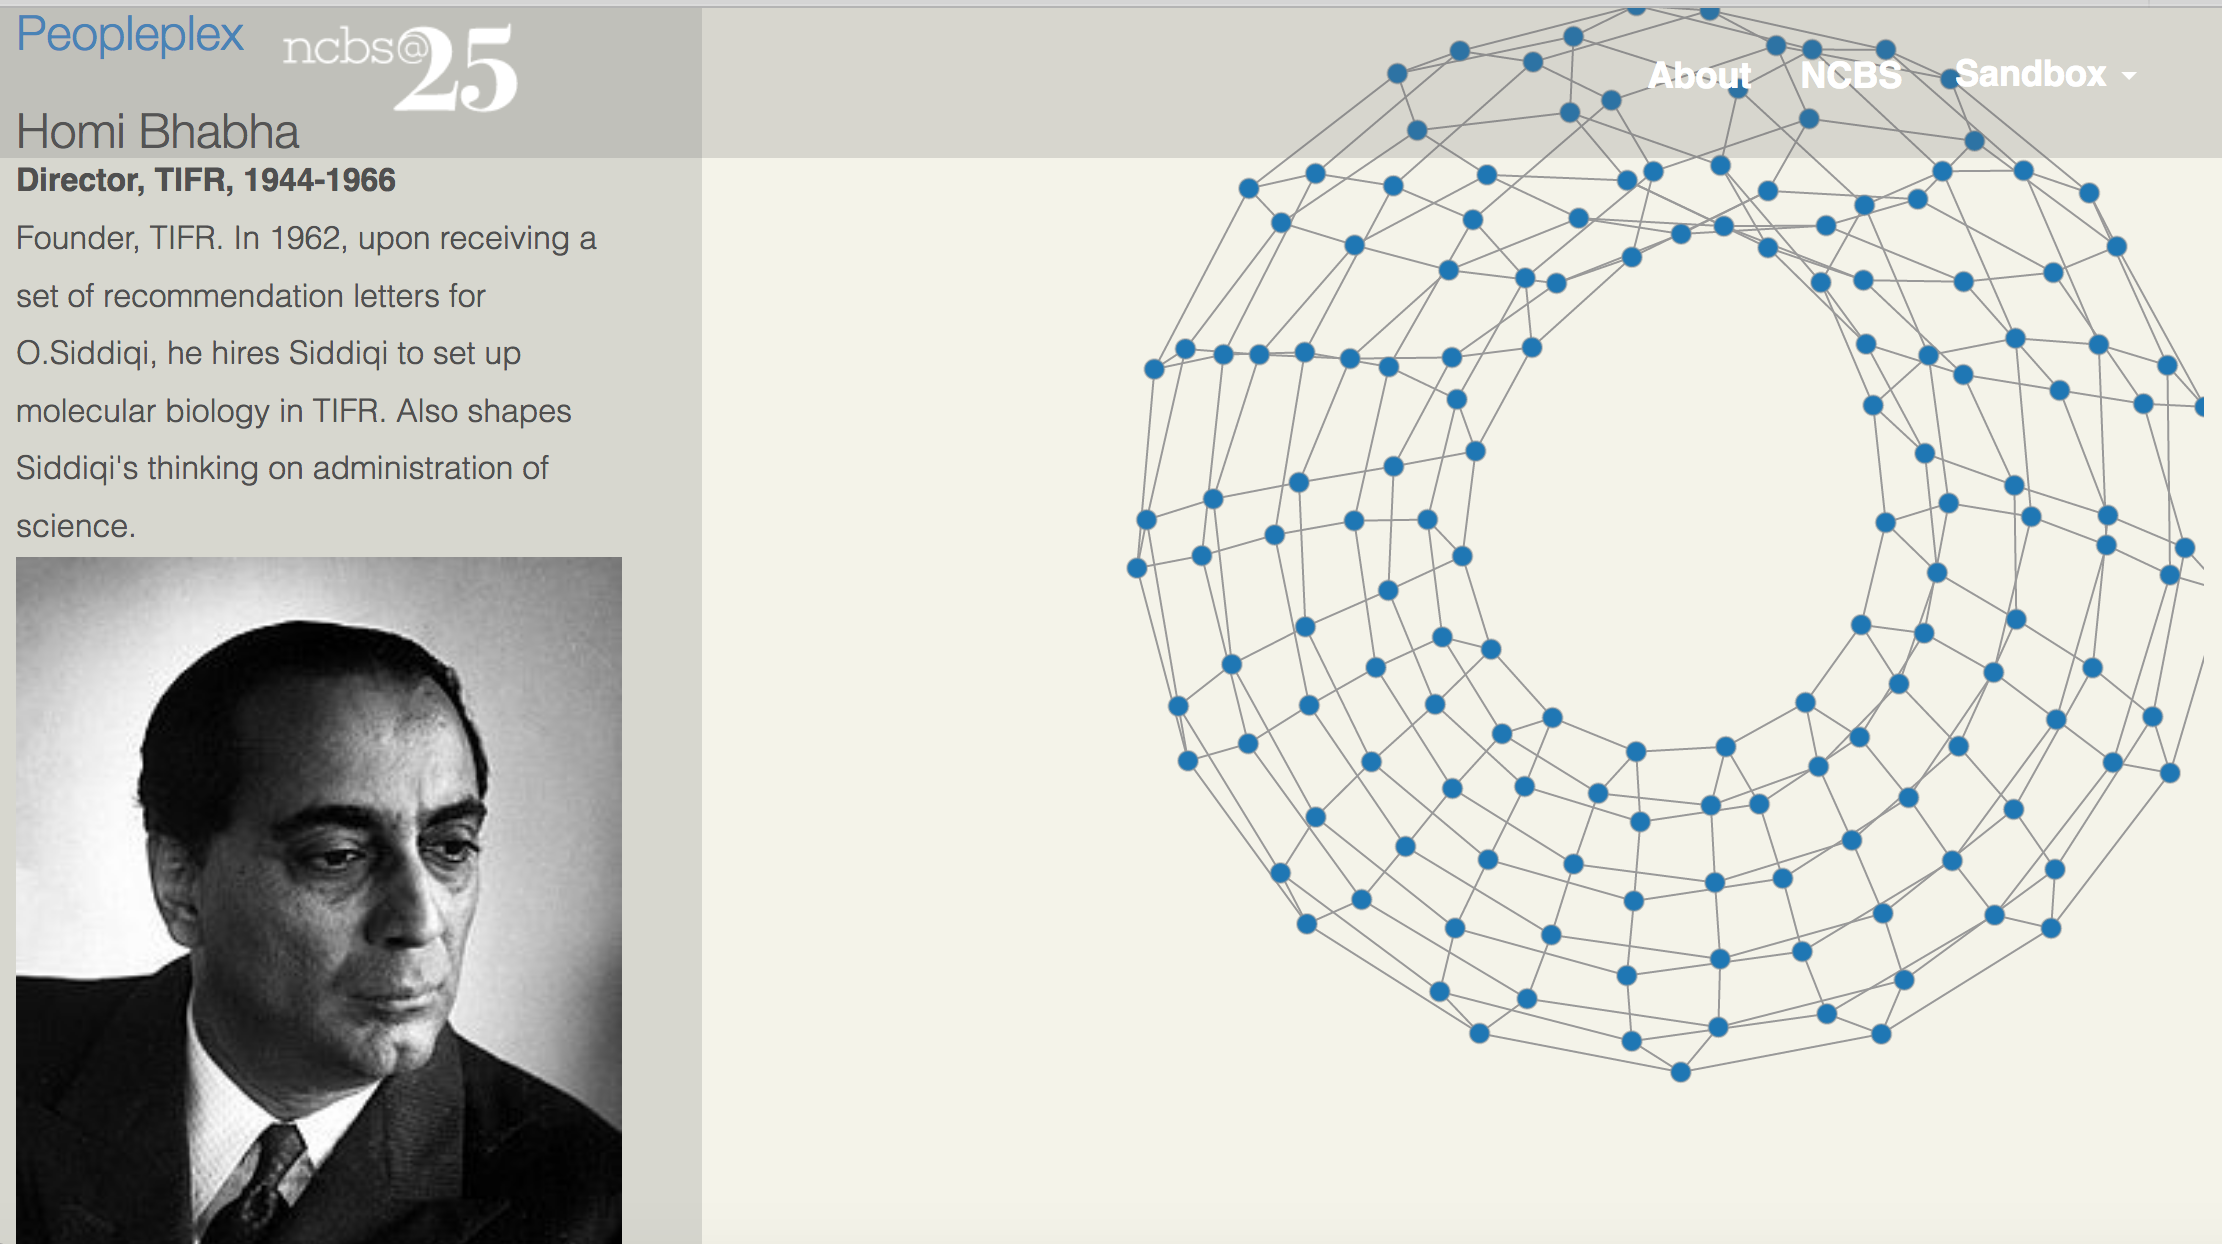 Peopleplex
ncbs@25
About NCBS Sandbox
Homi Bhabha
Director, TIFR, 1944-1966
Founder, TIFR. In 1962, upon receiving a
set of recommendation letters for
O.Siddiqi, he hires Siddiqi to set up
molecular biology in TIFR. Also shapes
Siddiqi's thinking on administration of
science.